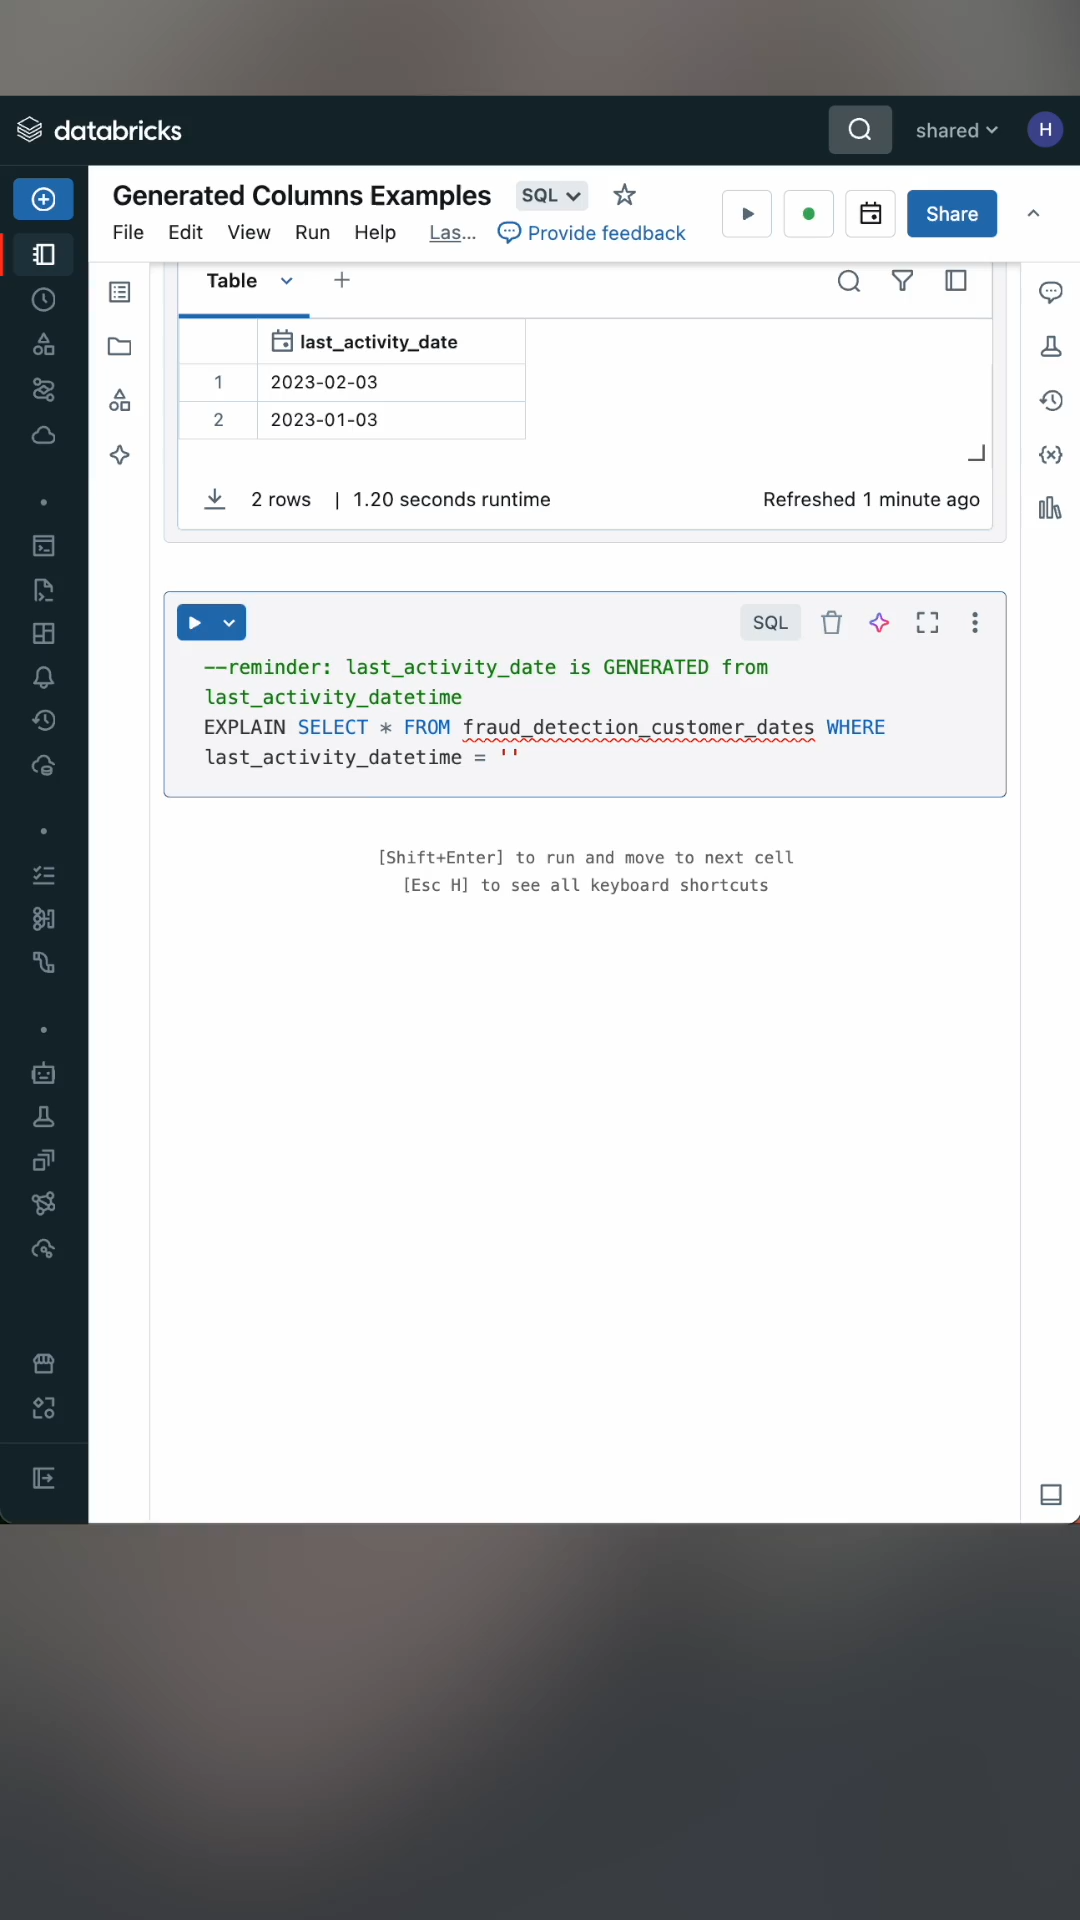 databricks
shared
H
Generated Columns Examples
SQL
File Edit View Run Help Las... Provide feedback
Share
Table
last_activity_date
1 2023-02-03
2 2023-01-03
2 rows | 1.20 seconds runtime
Refreshed 1 minute ago
SQL
--reminder: last_activity_date is GENERATED from
last_activity_datetime
EXPLAIN SELECT * FROM fraud_detection_customer_dates WHERE
last_activity_datetime = ''
[Shift+Enter] to run and move to next cell
[Esc H] to see all keyboard shortcuts